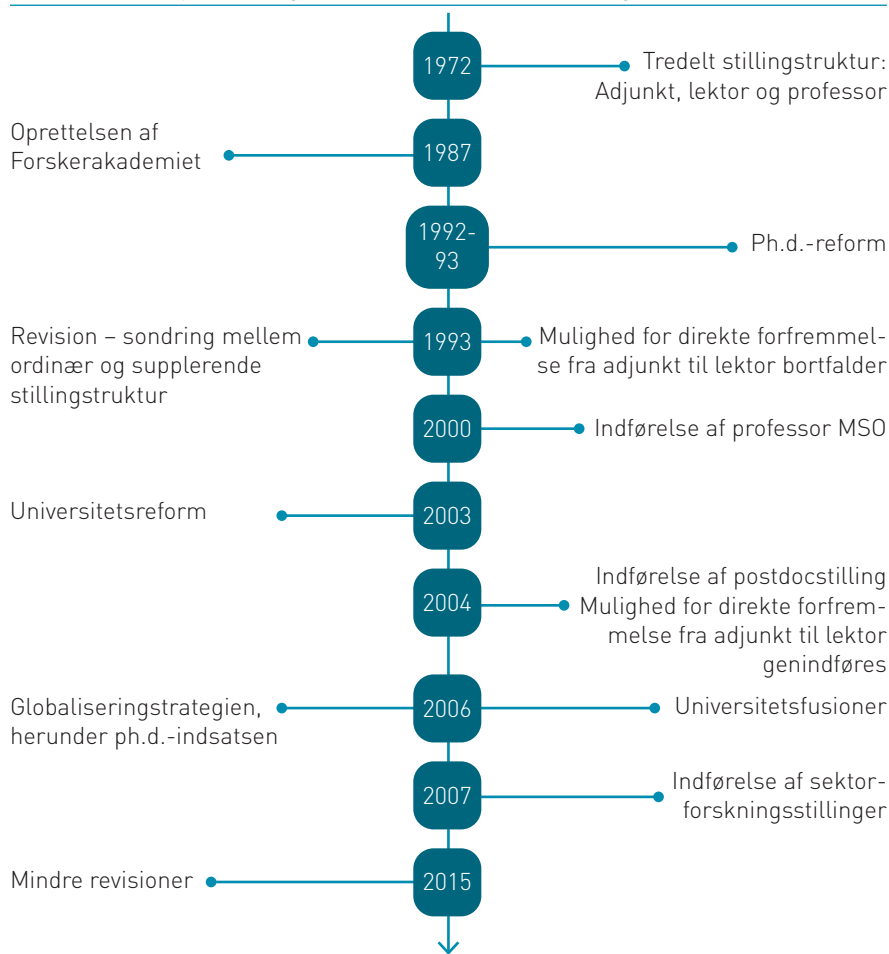 1972
Tredelt stillingstruktur:
Adjunkt, lektor og professor
Oprettelsen af
Forskerakademiet
1987
1992-
93
Ph.d.-reform
Revision – sondring mellem
ordinær og supplerende
stillingstruktur
1993
Mulighed for direkte forfremmel-
se fra adjunkt til lektor bortfalder
2000
Indførelse af professor MSO
Universitetsreform
2003
2004
Indførelse af postdocstilling
Mulighed for direkte forfrem-
melse fra adjunkt til lektor
genindføres
Globaliseringstrategien,
herunder ph.d.-indsatsen
2006
Universitetsfusioner
2007
Indførelse af sektor-
forskningsstillinger
Mindre revisioner
2015